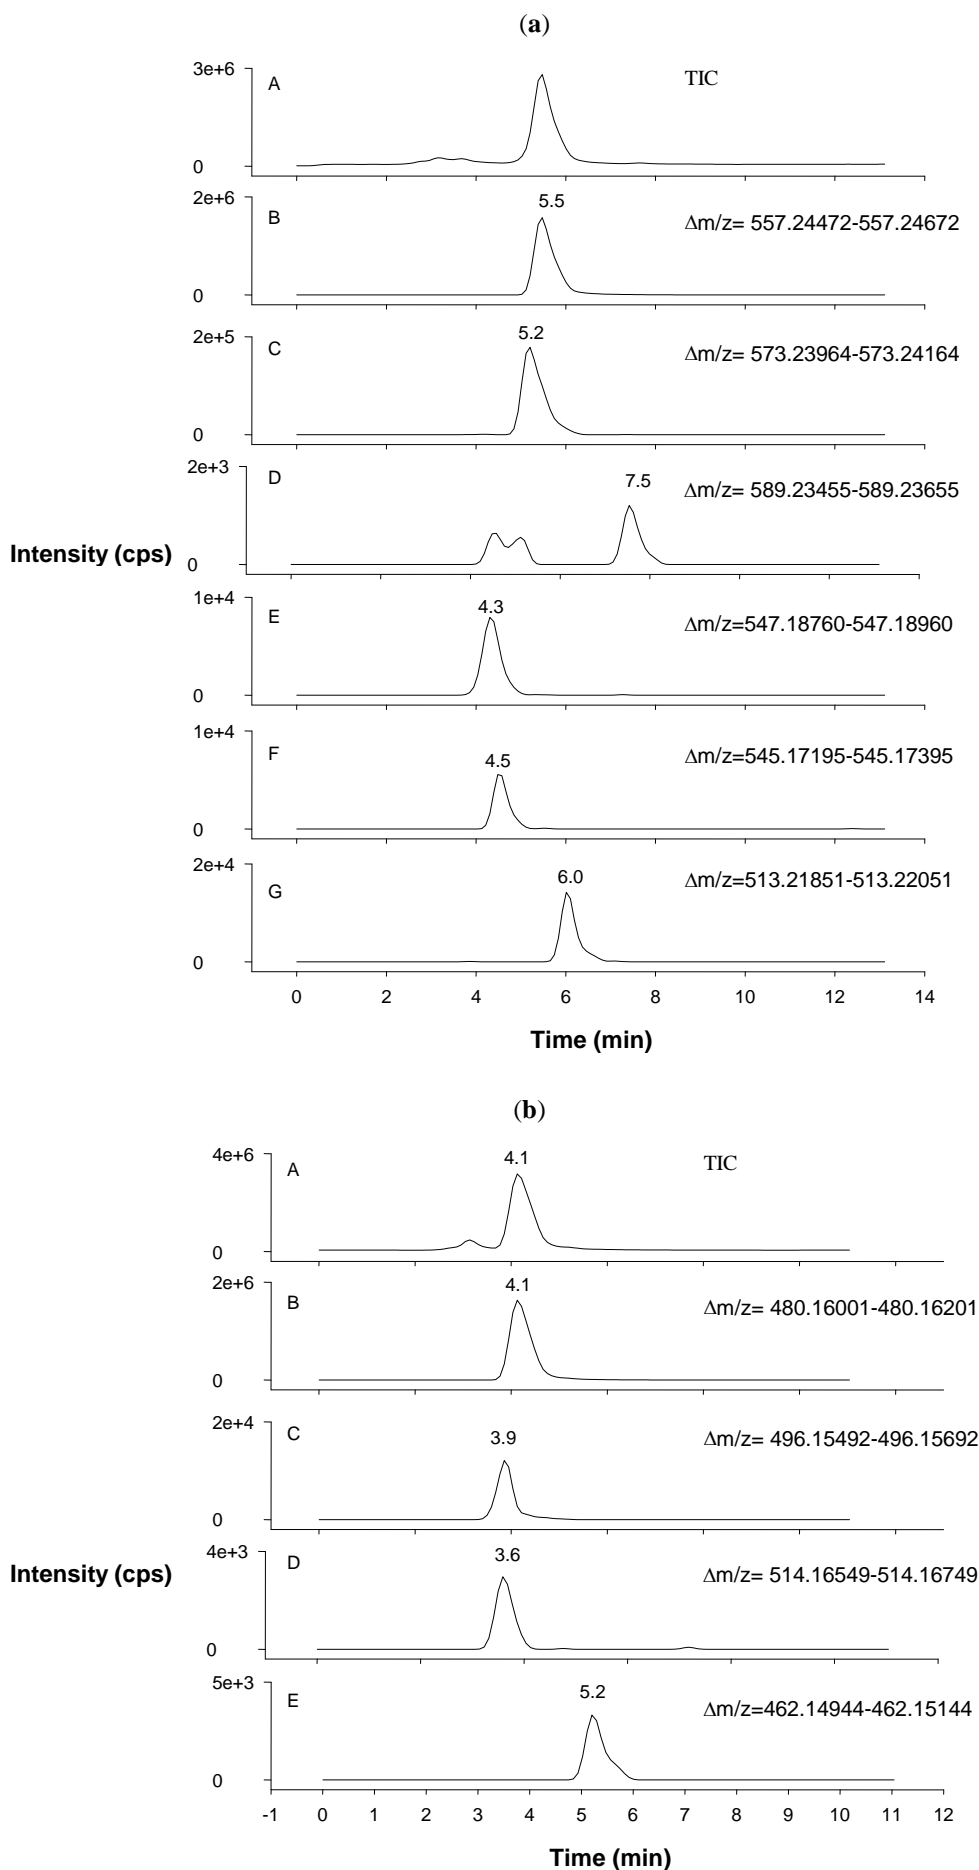 (a)
3e+6
A
TIC
0
2e+6
B
5.5
Δm/z= 557.24472-557.24672
0
2e+5
C
5.2
Δm/z= 573.23964-573.24164
0
2e+3
D
7.5
Δm/z= 589.23455-589.23655
Intensity (cps)
0
1e+4
E
4.3
Δm/z=547.18760-547.18960
0
1e+4
F
4.5
Δm/z=545.17195-545.17395
0
2e+4
G
6.0
Δm/z=513.21851-513.22051
0
0 2 4 6 8 10 12 14
Time (min)
(b)
4e+6
A
4.1
TIC
0
2e+6
B
4.1
Δm/z= 480.16001-480.16201
0
2e+4
C
3.9
Δm/z= 496.15492-496.15692
0
4e+3
D
3.6
Δm/z= 514.16549-514.16749
Intensity (cps)
0
5e+3
E
5.2
Δm/z=462.14944-462.15144
0
-1 0 1 2 3 4 5 6 7 8 9 10 11 12
Time (min)